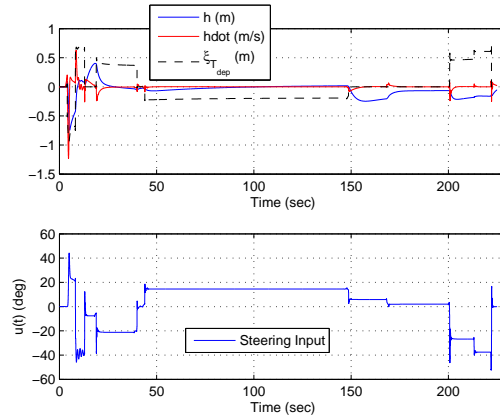 h (m)
hdot (m/s)
ξ_T_dep (m)
1
0.5
0
−0.5
−1
−1.5
0 50 100 150 200
Time (sec)
60
40
20
0
−20
−40
−60
u(t) (deg)
Steering Input
0 50 100 150 200
Time (sec)